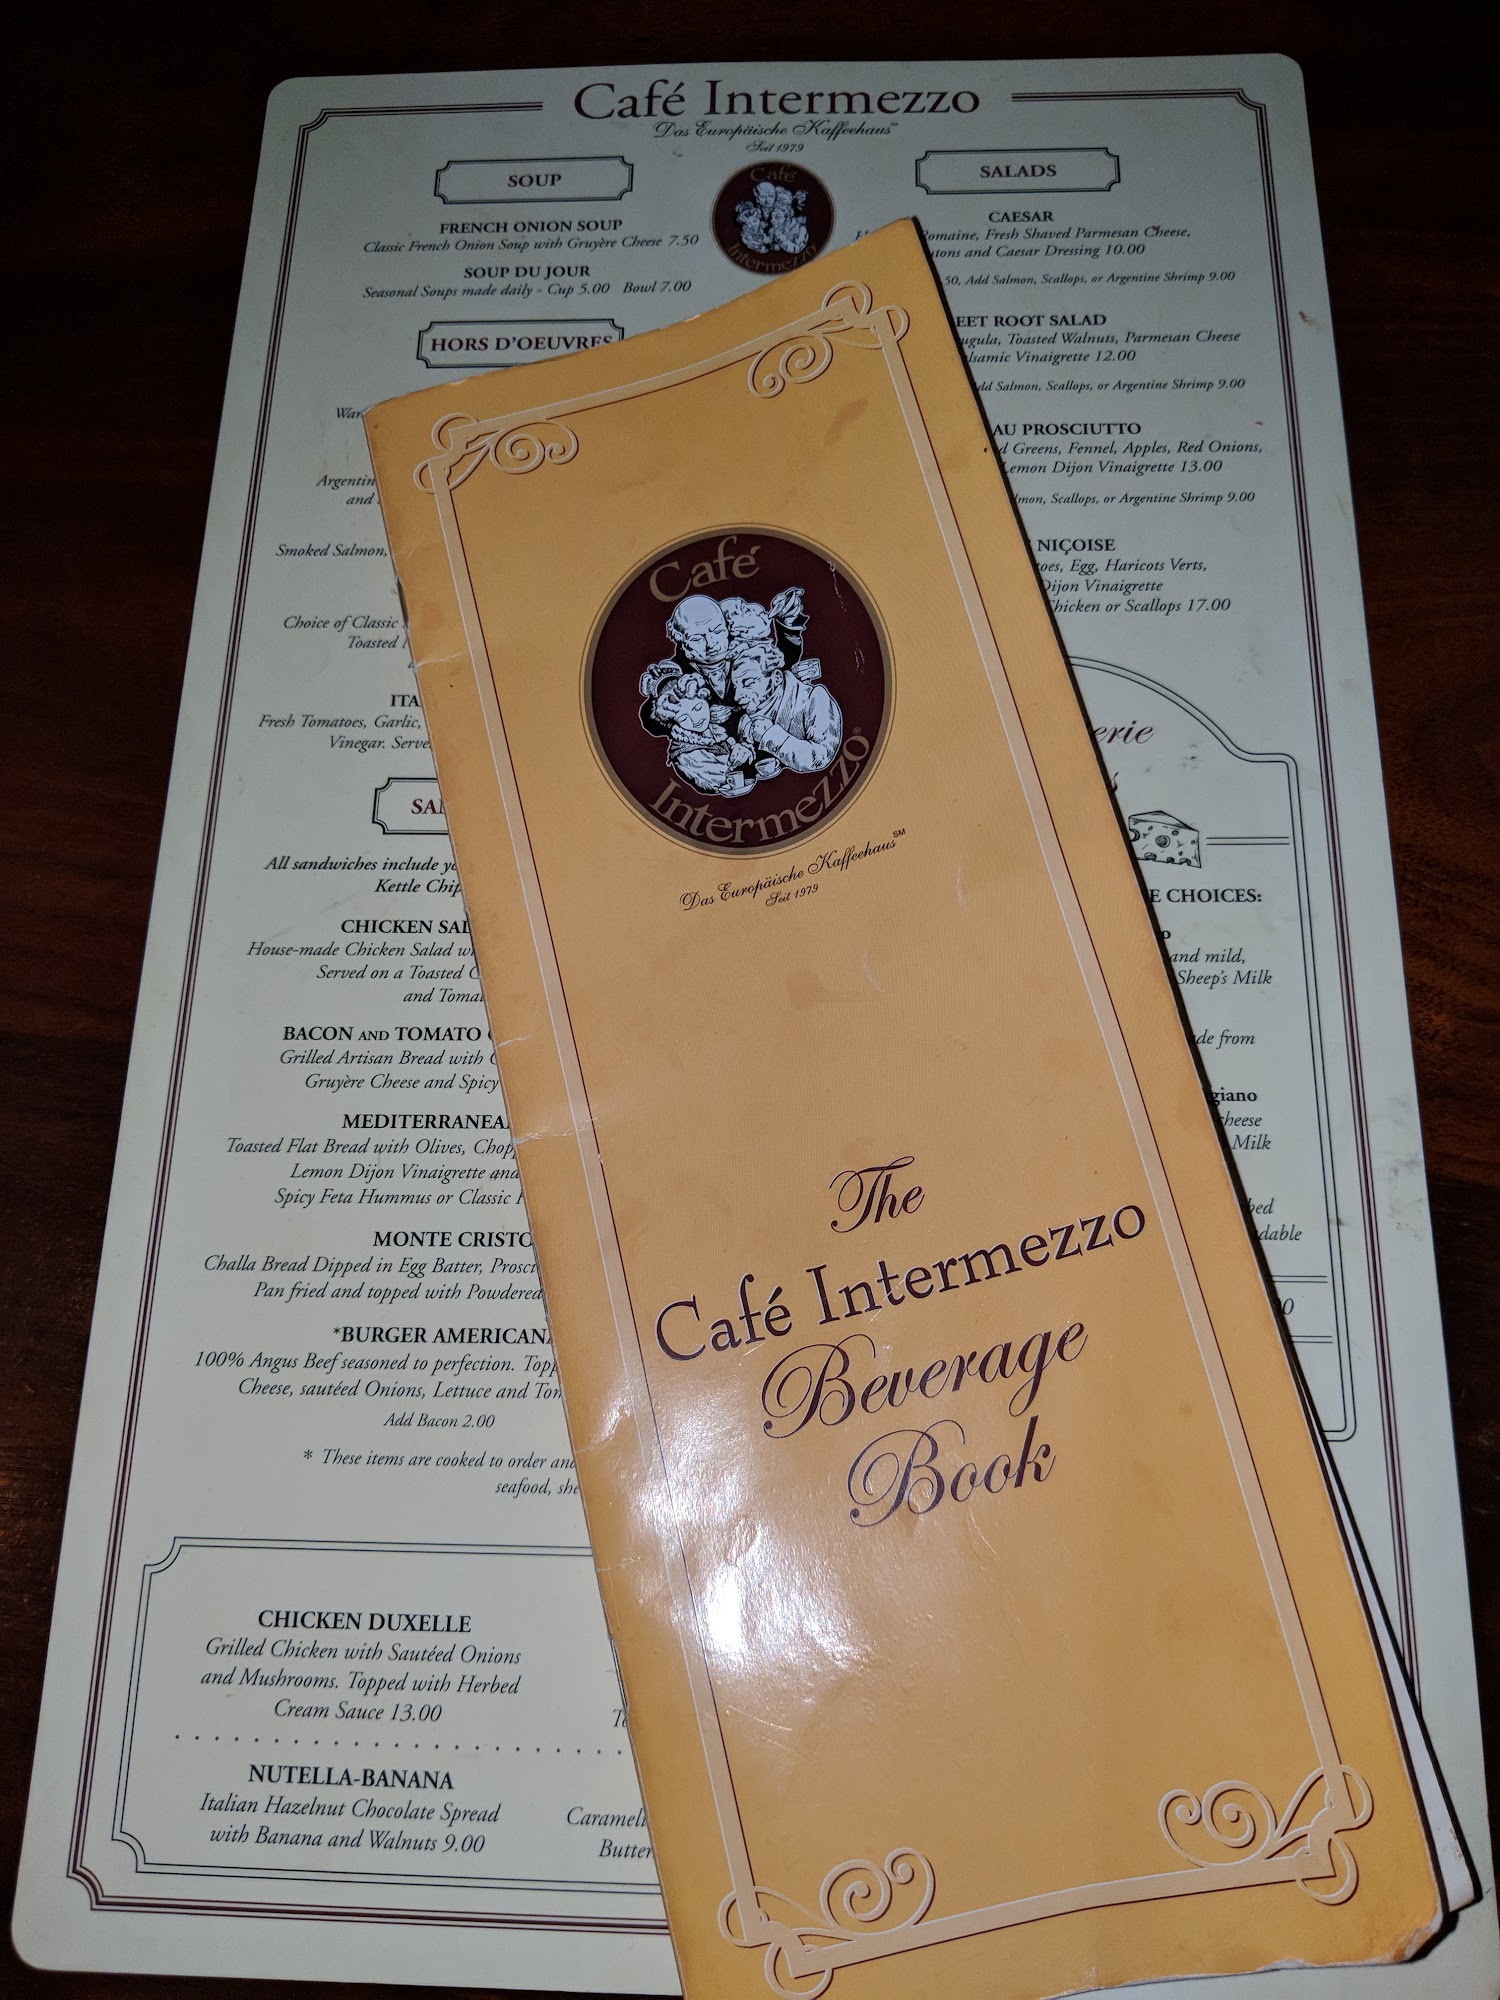 Café Intermezzo
Das Europäische Kaffeehaus℠
Seit 1979
Café
Intermezzo
SOUP
FRENCH ONION SOUP
Classic French Onion Soup with Gruyère Cheese 7.50
SOUP DU JOUR
Seasonal Soups made daily - Cup 5.00 Bowl 7.00
HORS D'OEUVRES
and
Smoked Salmon,
Choice of Classic
Toasted
Fresh Tomatoes, Garlic,
Vinegar.
All sandwiches include
Kettle
CHICKEN
House-made Chicken Salad
Served on a Toasted
and
BACON AND TOMATO
Grilled Artisan Bread with
Gruyère Cheese and Spicy
Toasted Flat Bread with Olives,
Lemon Dijon Vinaigrette and
Spicy Feta Hummus or Classic
MONTE CRISTO
Challa Bread Dipped in Egg Batter,
Pan fried and topped with Powdered
*BURGER AMERICANA
100% Angus Beef seasoned to perfection.
Cheese, sautéed Onions, Lettuce and
Add Bacon 2.00
* These items are cooked to order
seafood,
CHICKEN DUXELLE
Grilled Chicken with Sautéed Onions
and Mushrooms. Topped with Herbed
Cream Sauce 13.00
NUTELLA-BANANA
Italian Hazelnut Chocolate Spread
with Banana and Walnuts 9.00
SALADS
CAESAR
Romaine, Fresh Shaved Parmesan Cheese,
and Caesar Dressing 10.00
Add Salmon, Scallops, or Argentine Shrimp 9.00
ROOT SALAD
Toasted Walnuts, Parmesan Cheese
Vinaigrette 12.00
Add Salmon, Scallops, or Argentine Shrimp 9.00
AU PROSCIUTTO
Greens, Fennel, Apples, Red Onions,
Lemon Dijon Vinaigrette 13.00
Scallops, or Argentine Shrimp 9.00
NIÇOISE
Egg, Haricots Verts,
Dijon Vinaigrette
Chicken or Scallops 17.00
CHOICES:
and mild,
Sheep's Milk
from
cheese
Milk
Café
Intermezzo®
Das Europäische Kaffeehaus℠
Seit 1979
The
Café Intermezzo
Beverage
Book